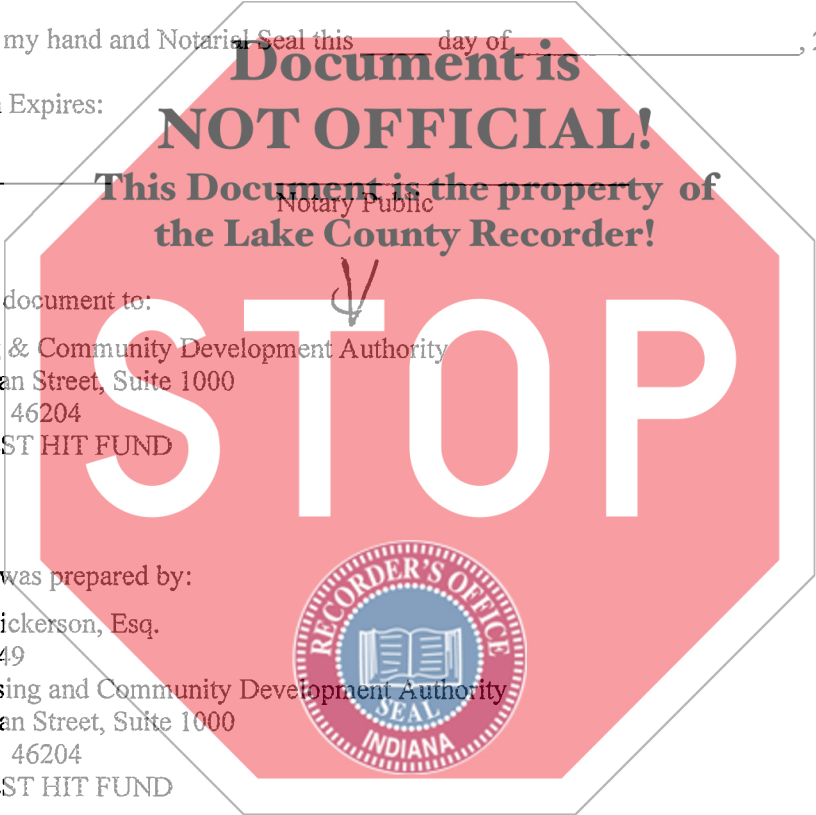 my hand and Notarial Seal this ____ day of ____________________, 2
Document is
Expires:
NOT OFFICIAL!
This Document is the property of
Notary Public
the Lake County Recorder!
document to:
& Community Development Authority
an Street, Suite 1000
46204
ST HIT FUND
STOP
was prepared by:
ickerson, Esq.
49
sing and Community Development Authority
an Street, Suite 1000
46204
ST HIT FUND
RECORDER'S OFFICE
SEAL
INDIANA